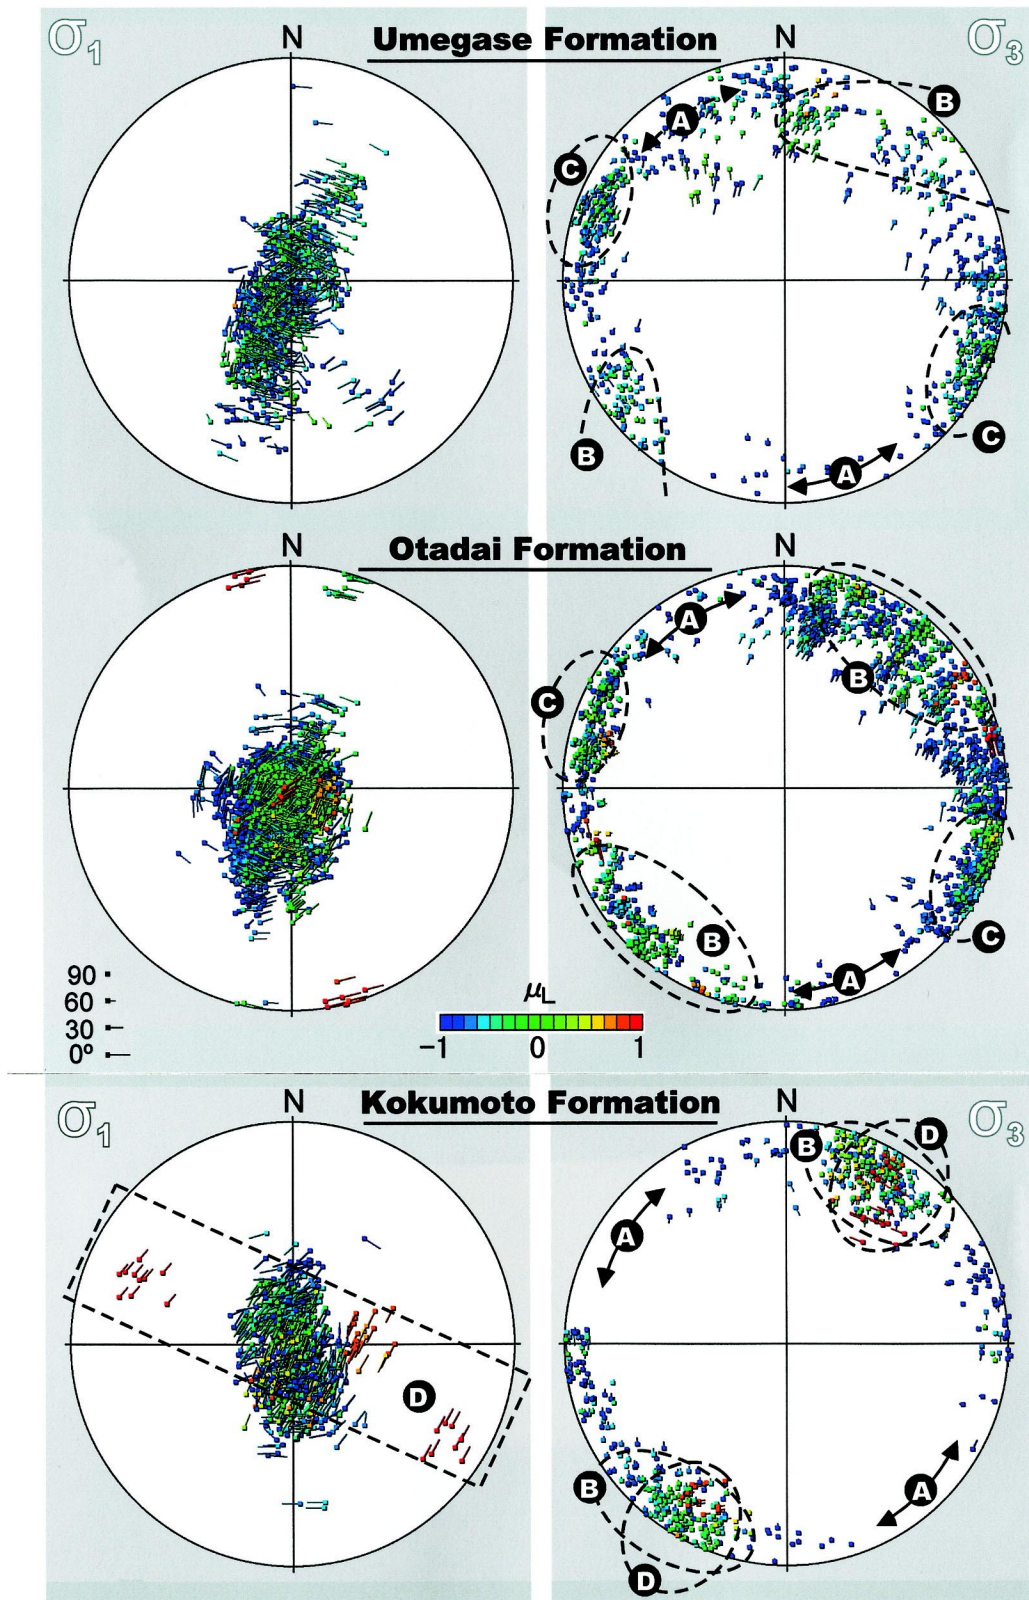 σ1 Umegase Formation σ3
N N
A
B
C
B
C
A
Otadai Formation
N N
A
B
C
B
C
A
90
60
30
0°
μL
−1 0 1
Kokumoto Formation
σ1 N N σ3
B D
A
D
A
B
D